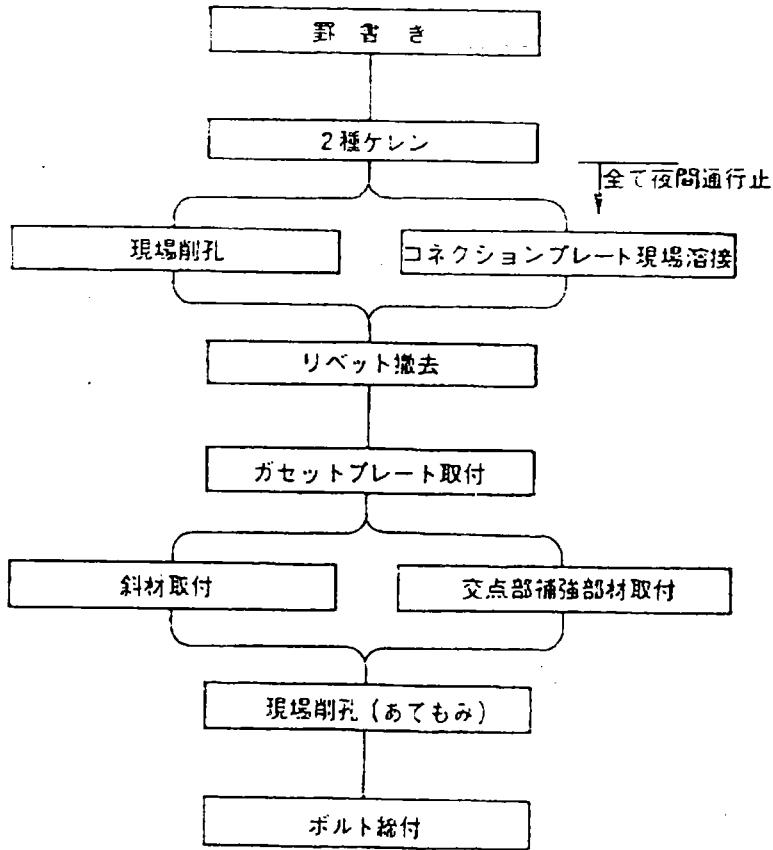 罫書き
2種ケレン
全て夜間通行止
現場削孔
コネクションプレート現場溶接
リベット撤去
ガセットプレート取付
斜材取付
交点部補強部材取付
現場削孔(あてもみ)
ボルト締付